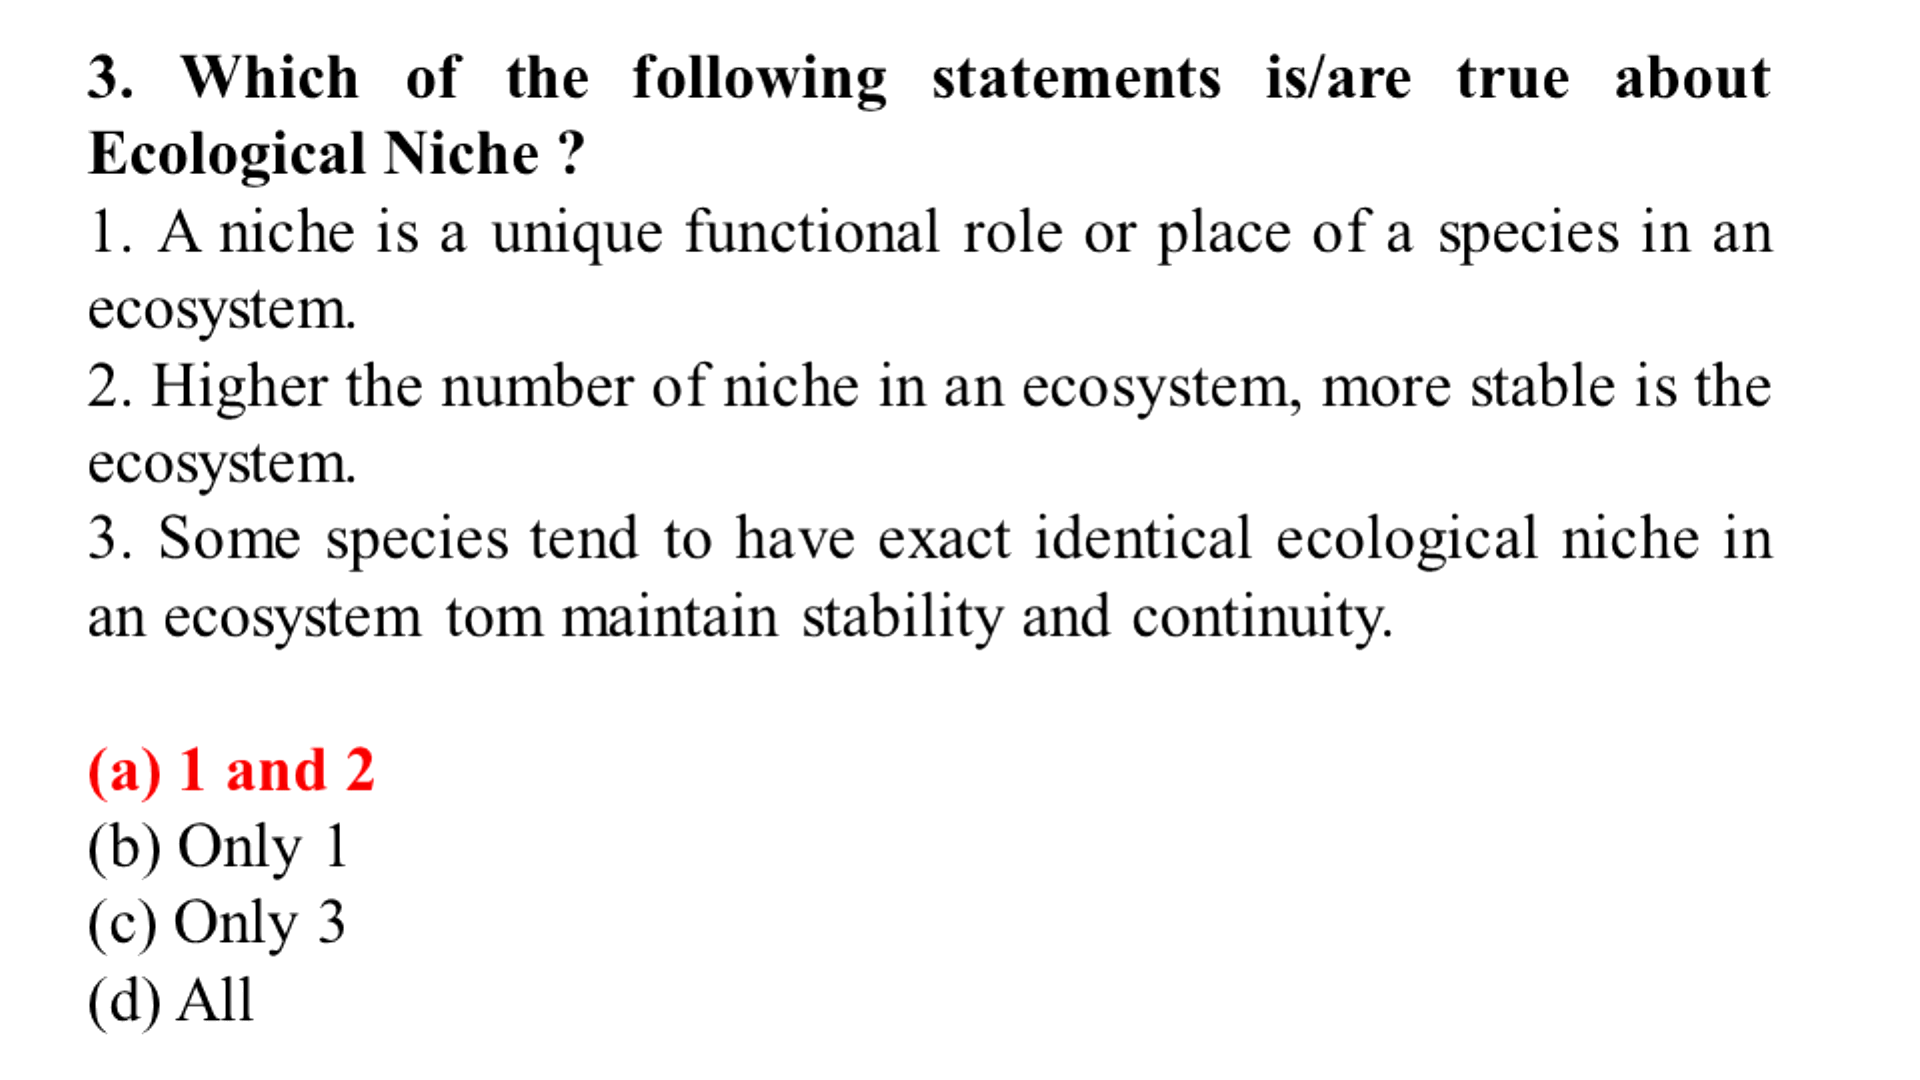 3. Which of the following statements is/are true about
Ecological Niche ?
1. A niche is a unique functional role or place of a species in an
ecosystem.
2. Higher the number of niche in an ecosystem, more stable is the
ecosystem.
3. Some species tend to have exact identical ecological niche in
an ecosystem tom maintain stability and continuity.
(a) 1 and 2
(b) Only 1
(c) Only 3
(d) All